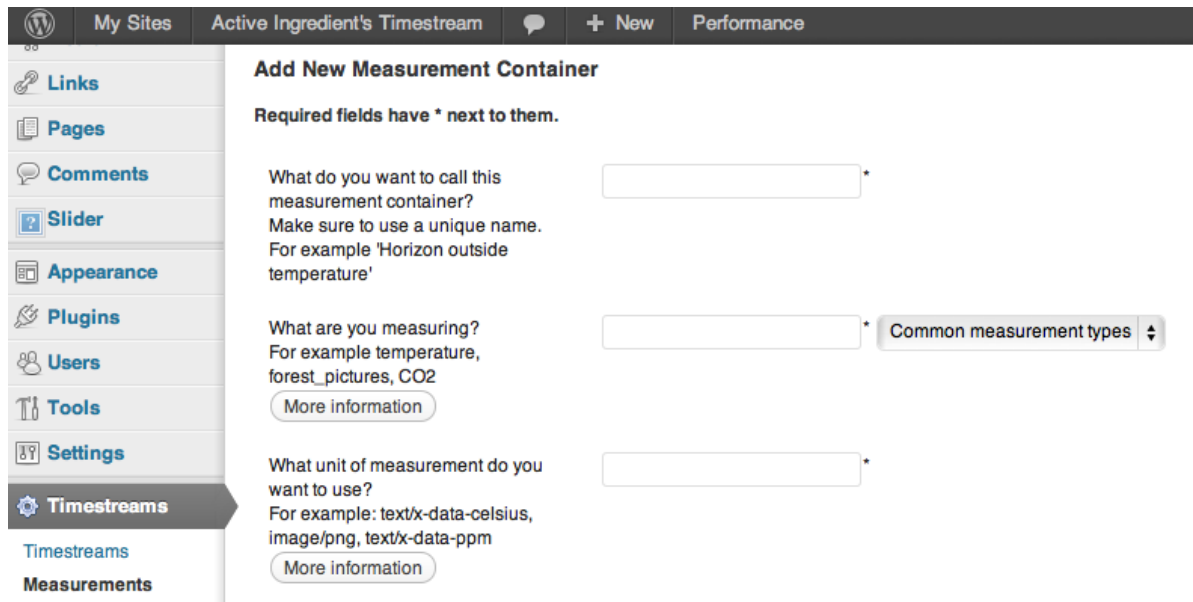 My Sites Active Ingredient's Timestream + New Performance
Links
Pages
Comments
Slider
Appearance
Plugins
Users
Tools
Settings
Timestreams
Timestreams
Measurements
Add New Measurement Container
Required fields have * next to them.
What do you want to call this
measurement container?
Make sure to use a unique name.
For example 'Horizon outside
temperature'
*
What are you measuring?
For example temperature,
forest_pictures, CO2
More information
* Common measurement types
What unit of measurement do you
want to use?
For example: text/x-data-celsius,
image/png, text/x-data-ppm
More information
*